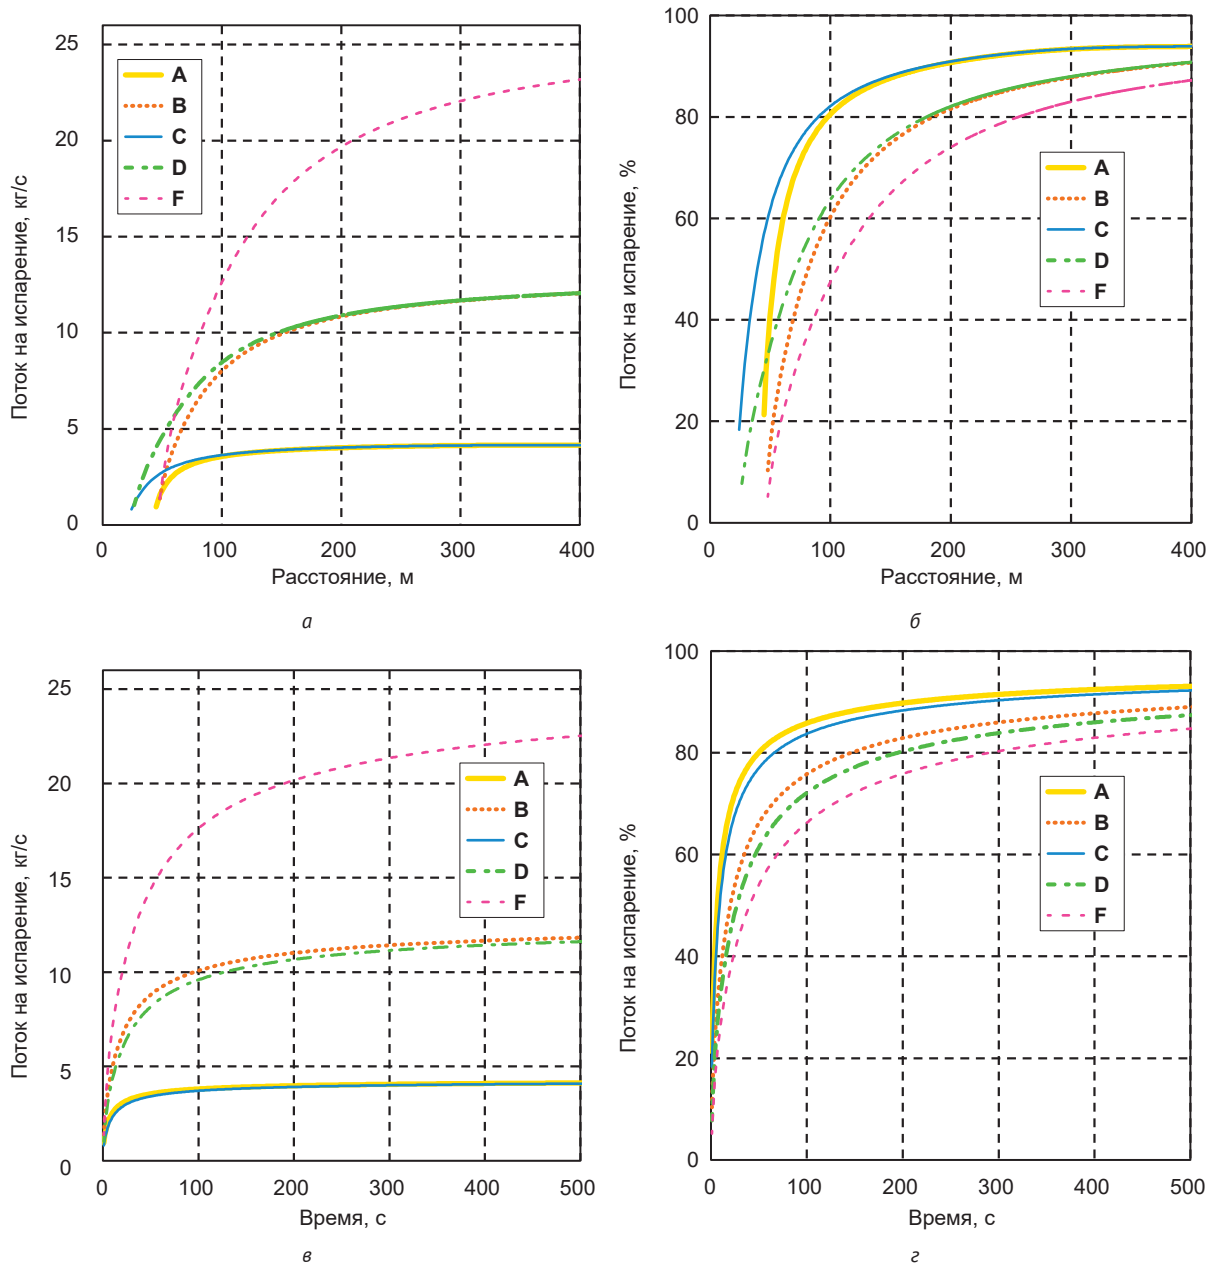 25
20
15
10
5
0
Поток на испарение, кг/с
A
B
C
D
F
0 100 200 300 400
Расстояние, м
а
100
80
60
40
20
0
Поток на испарение, %
A
B
C
D
F
0 100 200 300 400
Расстояние, м
б
25
20
15
10
5
0
Поток на испарение, кг/с
A
B
C
D
F
0 100 200 300 400 500
Время, с
в
100
80
60
40
20
0
Поток на испарение, %
A
B
C
D
F
0 100 200 300 400 500
Время, с
г